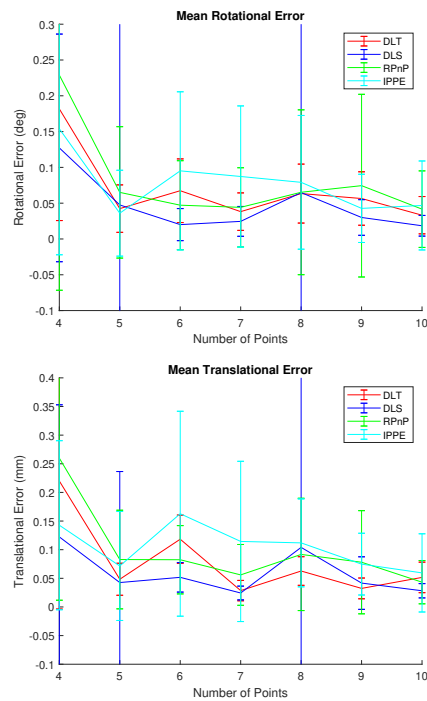 Mean Rotational Error
DLT
DLS
RPnP
IPPE
Rotational Error (deg)
0.3
0.25
0.2
0.15
0.1
0.05
0
-0.05
-0.1
4 5 6 7 8 9 10
Number of Points
Mean Translational Error
DLT
DLS
RPnP
IPPE
Translational Error (mm)
0.4
0.35
0.3
0.25
0.2
0.15
0.1
0.05
0
-0.05
-0.1
4 5 6 7 8 9 10
Number of Points